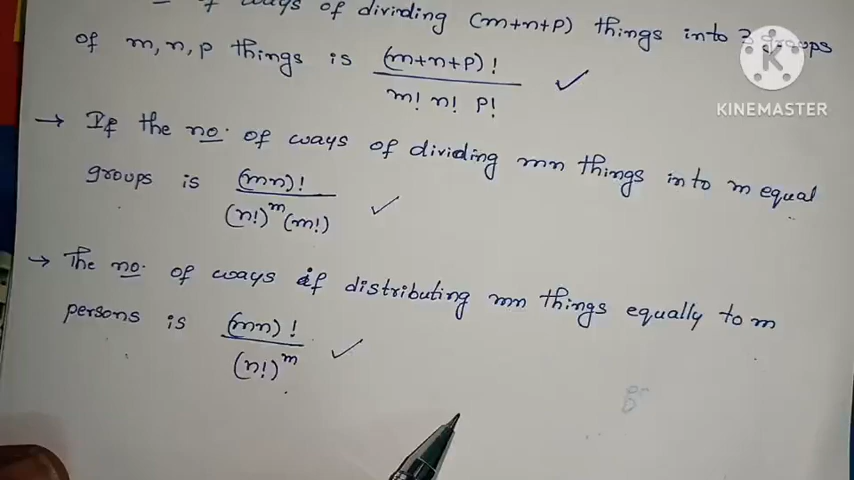 of ways of dividing (m+n+p) things into 3 groups
of m, n, p things is (m+n+p)! / m! n! p! ✓
K
KINEMASTER
→ If the no. of ways of dividing mn things into m equal
groups is (mn)! / (n!)^m (m!) ✓
→ The no. of ways if distributing mn things equally to m
persons is (mn)! / (n!)^m ✓